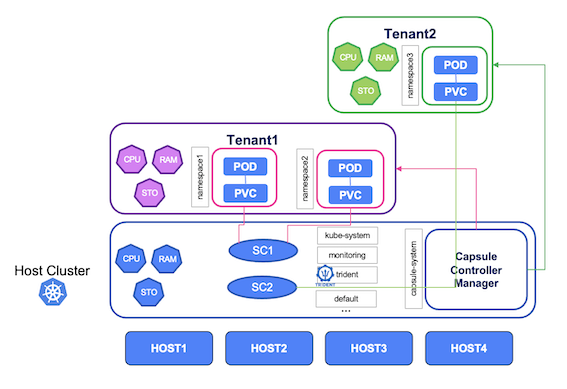 Tenant2
CPU
RAM
STO
namespace3
POD
PVC
Tenant1
CPU
RAM
STO
namespace1
POD
PVC
namespace2
POD
PVC
Host Cluster
CPU
RAM
STO
SC1
SC2
kube-system
monitoring
trident
TRIDENT
default
...
capsule-system
Capsule
Controller
Manager
HOST1
HOST2
HOST3
HOST4